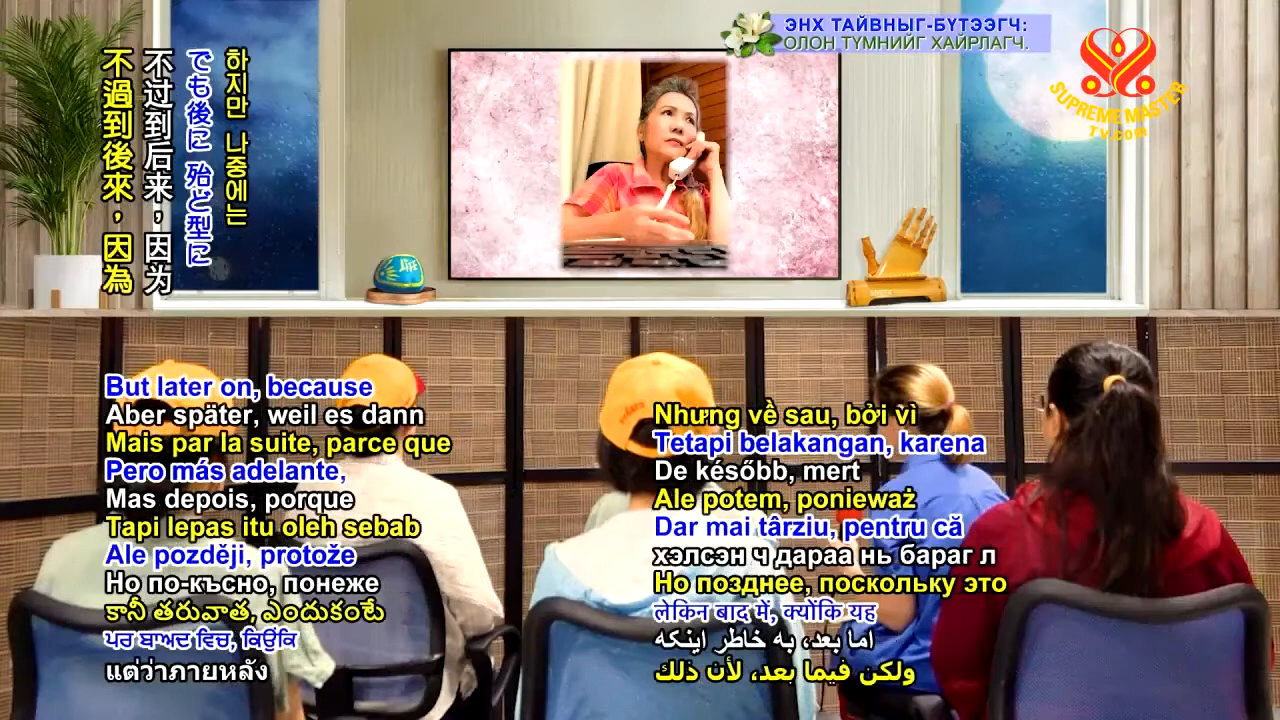 ЭНХ ТАЙВНЫГ-БҮТЭЭГЧ:
ОЛОН ТҮМНИЙГ ХАЙРЛАГЧ.
SUPREME MASTER
TV.com
하지만 나중에는
でも後に 殆ど型に
不过到后来，因为
不過到後來，因為
But later on, because
Aber später, weil es dann
Mais par la suite, parce que
Pero más adelante,
Mas depois, porque
Tapi lepas itu oleh sebab
Ale později, protože
Но по-късно, понеже
కానీ తరువాత, ఎందుకంటే
ਪਰ ਬਾਅਦ ਵਿਚ, ਕਿਉਂਕਿ
แต่ว่าภายหลัง
Nhưng về sau, bởi vì
Tetapi belakangan, karena
De később, mert
Ale potem, ponieważ
Dar mai târziu, pentru că
хэлсэн ч дараа нь бараг л
Но позднее, поскольку это
लेकिन बाद में, क्योंकि यह
اما بعد، به خاطر اینکه
ولكن فيما بعد، لأن ذلك